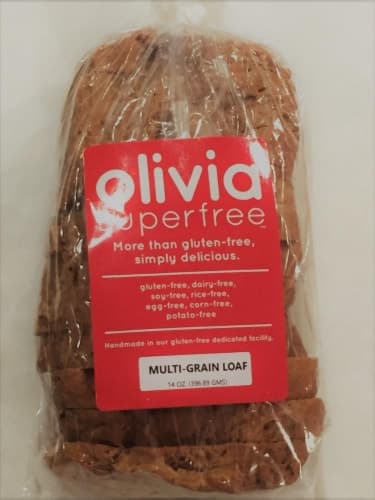 Olivia
superfree™
More than gluten-free,
simply delicious.
gluten-free, dairy-free,
soy-free, rice-free,
egg-free, corn-free,
potato-free
Handmade in our gluten-free dedicated facility.
MULTI-GRAIN LOAF
14 OZ. (396.89 GMS)